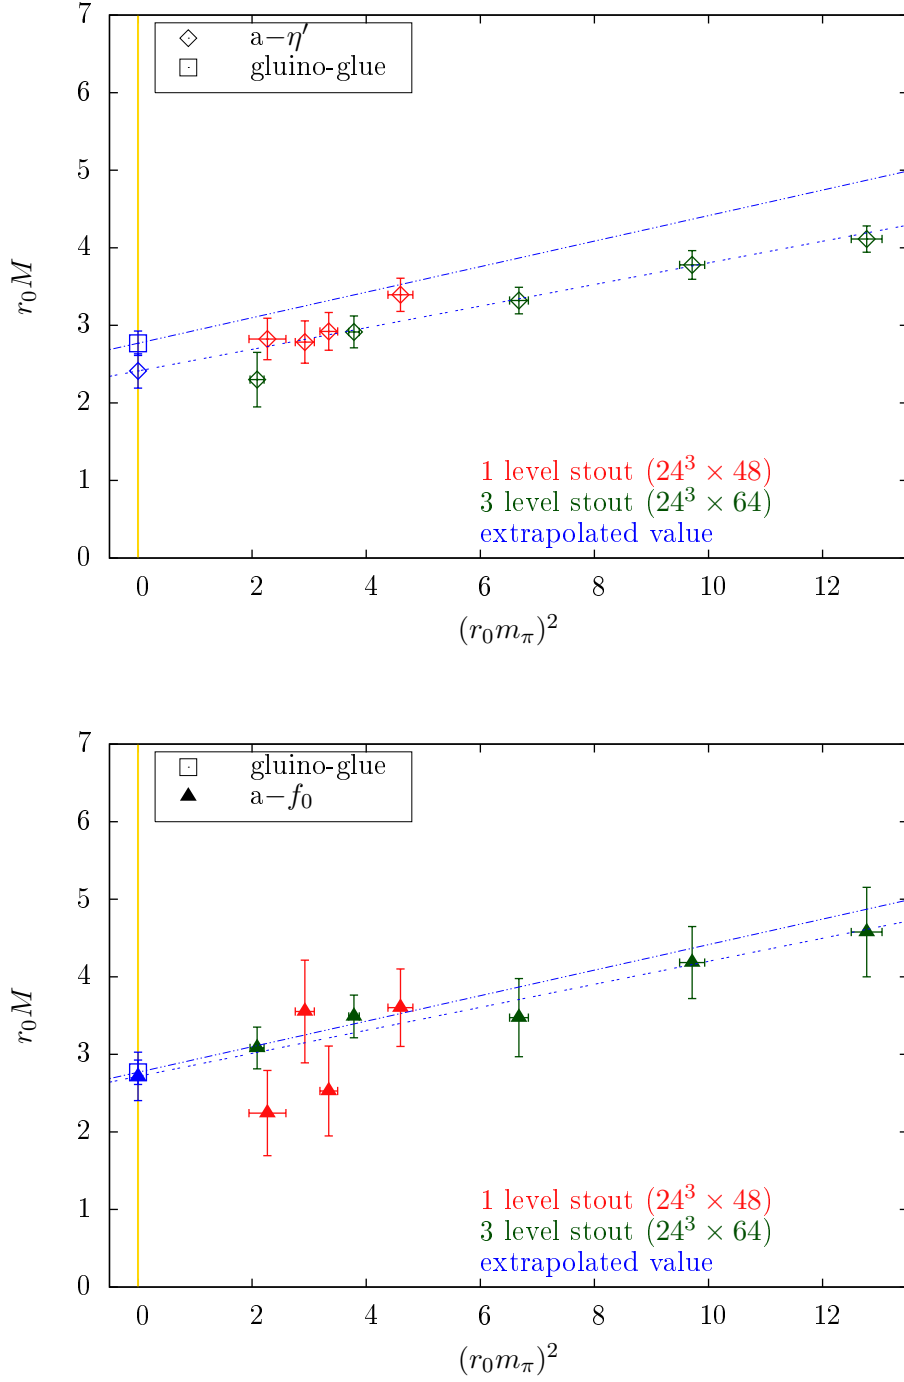 7
6
5
4
3
2
1
0
r₀M
a−η′
gluino-glue
1 level stout (24³ × 48)
3 level stout (24³ × 64)
extrapolated value
0 2 4 6 8 10 12
(r₀m_π)²
7
6
5
4
3
2
1
0
r₀M
gluino-glue
a−f₀
1 level stout (24³ × 48)
3 level stout (24³ × 64)
extrapolated value
0 2 4 6 8 10 12
(r₀m_π)²